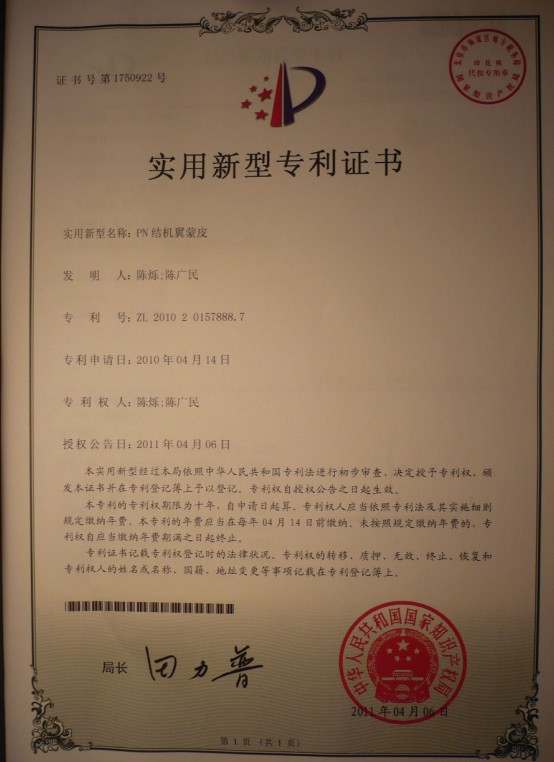 证书号第1750922号
印花税
代扣专用章
国家知识产权局
实用新型专利证书
实用新型名称：PN结机翼蒙皮
发明人：陈烁;陈广民
专利号：ZL 2010 2 0157888.7
专利申请日：2010年04月14日
专利权人：陈烁;陈广民
授权公告日：2011年04月06日
本实用新型经过本局依照中华人民共和国专利法进行初步审查，决定授予专利权，颁
发本证书并在专利登记簿上予以登记。专利权自授权公告之日起生效。
本专利的专利权期限为十年，自申请日起算。专利权人应当依照专利法及其实施细则
规定缴纳年费。本专利的年费应当在每年04月14日前缴纳。未按照规定缴纳年费的，专利
权自应当缴纳年费期满之日起终止。
专利证书记载专利权登记时的法律状况。专利权的转移、质押、无效、终止、恢复和
专利权人的姓名或名称、国籍、地址变更等事项记载在专利登记簿上。
局长 田力普
中华人民共和国国家知识产权局
2011年04月06日
第1页（共1页）